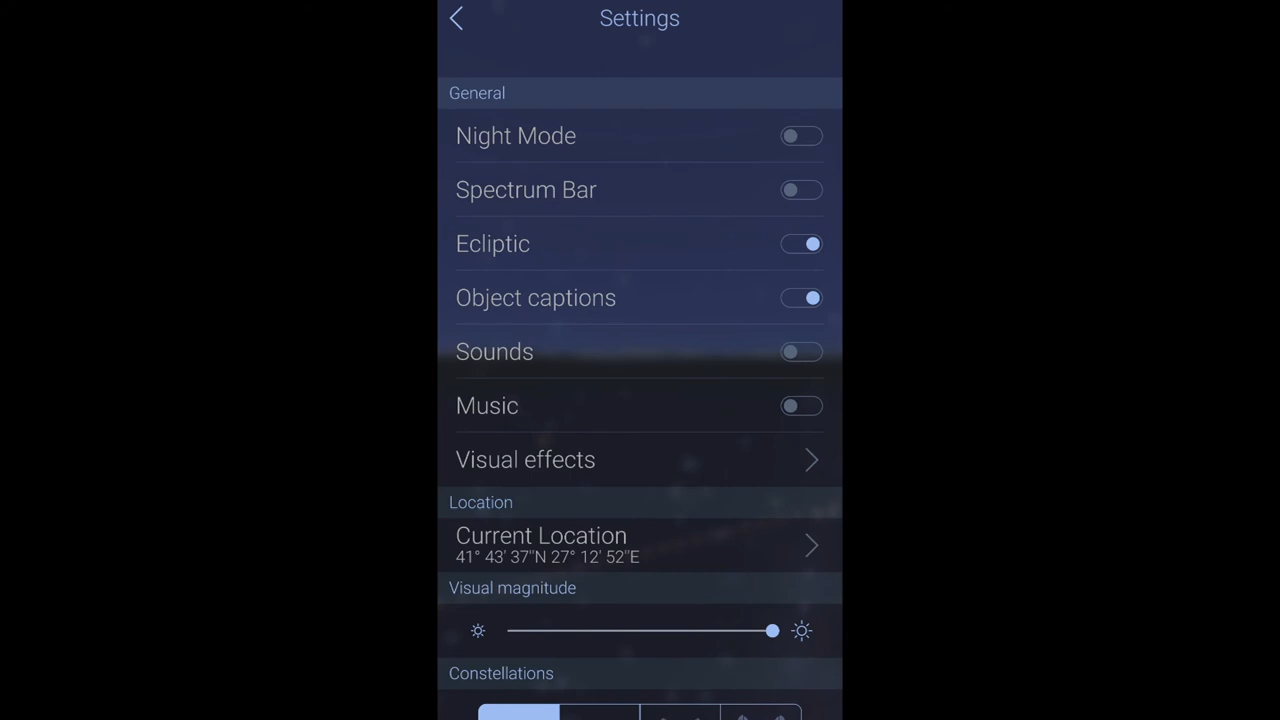 Settings
General
Night Mode
Spectrum Bar
Ecliptic
Object captions
Sounds
Music
Visual effects
Location
Current Location
41° 43' 37"N 27° 12' 52"E
Visual magnitude
Constellations